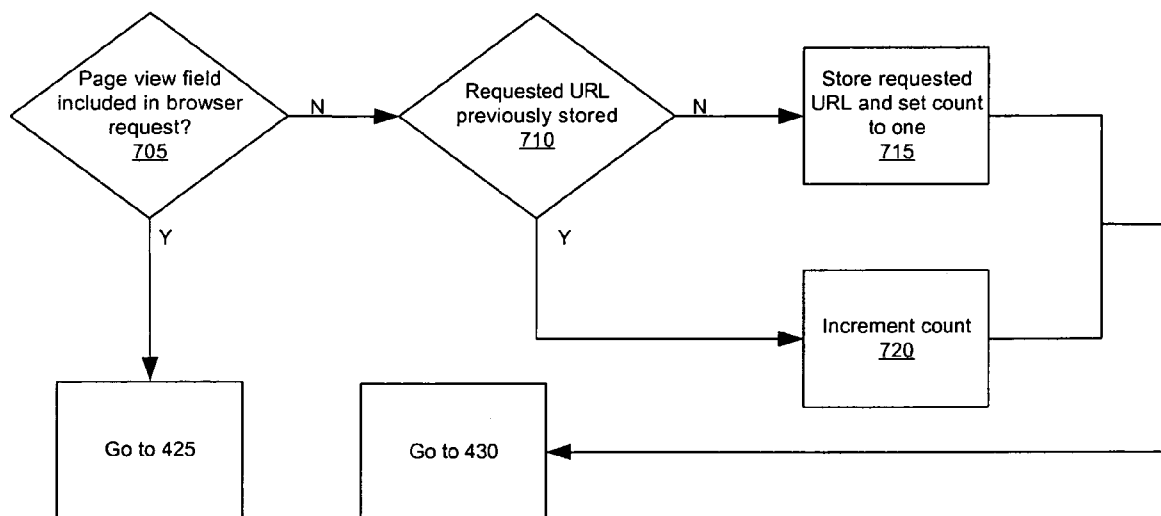 Page view field
included in browser
request?
705
N
Y
Requested URL
previously stored
710
N
Y
Store requested
URL and set count
to one
715
Increment count
720
Go to 425
Go to 430